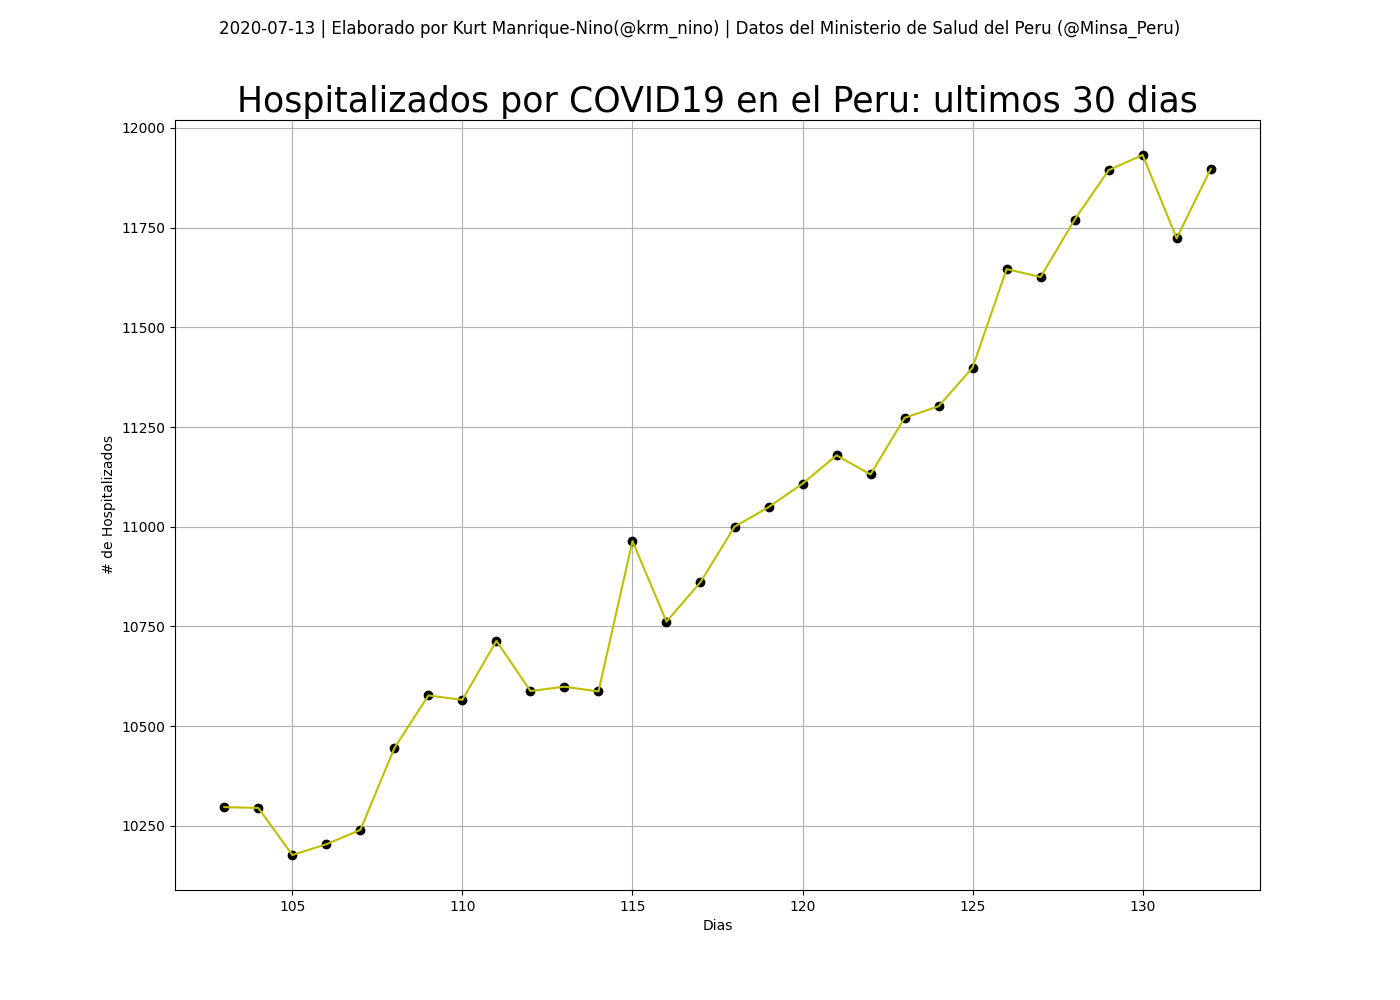 2020-07-13 | Elaborado por Kurt Manrique-Nino(@krm_nino) | Datos del Ministerio de Salud del Peru (@Minsa_Peru)
Hospitalizados por COVID19 en el Peru: ultimos 30 dias
12000
11750
11500
11250
11000
10750
10500
10250
# de Hospitalizados
105 110 115 120 125 130
Dias